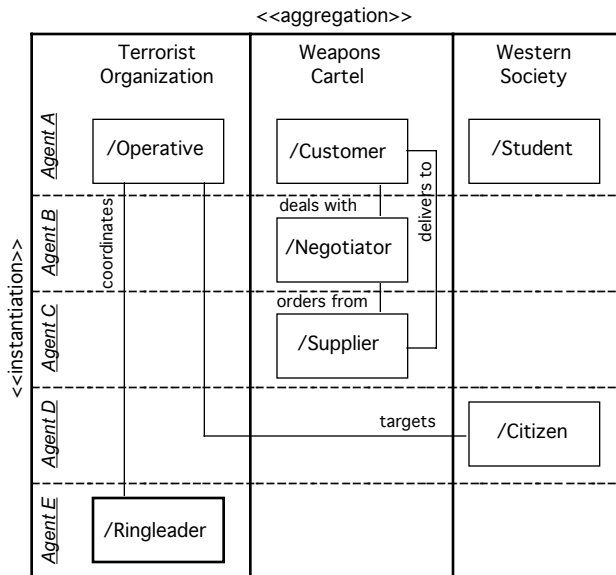 <<aggregation>>
Terrorist
Organization
Weapons
Cartel
Western
Society
<<instantiation>>
Agent A
/Operative
/Customer
/Student
coordinates
deals with
delivers to
Agent B
/Negotiator
orders from
Agent C
/Supplier
Agent D
targets
/Citizen
Agent E
/Ringleader